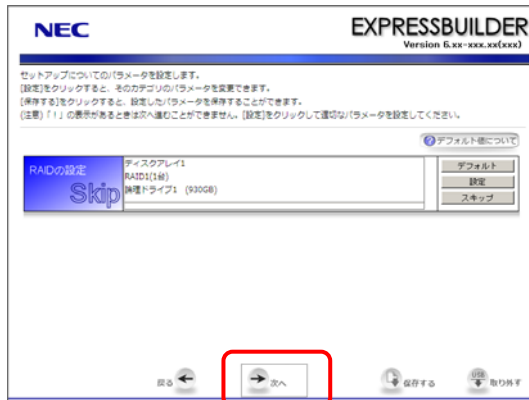 NEC
EXPRESSBUILDER
Version 6.xx-xxx.xx(xxx)
セットアップについてのパラメータを設定します。
[設定]をクリックすると、そのカテゴリのパラメータを変更できます。
[保存する]をクリックすると、設定したパラメータを保存することができます。
(注意)「！」の表示があるときは次へ進むことができません。[設定]をクリックして適切なパラメータを設定してください。
?デフォルト値について
RAIDの設定
Skip
ディスクアレイ1
RAID1(1台)
論理ドライブ1 (930GB)
デフォルト
設定
スキップ
戻る
次へ
保存する
USB
取り外す